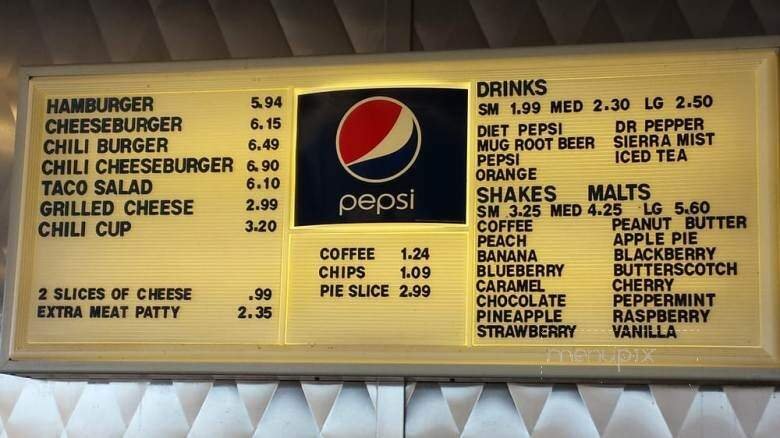 HAMBURGER 5.94
CHEESEBURGER 6.15
CHILI BURGER 6.49
CHILI CHEESEBURGER 6.90
TACO SALAD 6.10
GRILLED CHEESE 2.99
CHILI CUP 3.20
2 SLICES OF CHEESE .99
EXTRA MEAT PATTY 2.35
pepsi
COFFEE 1.24
CHIPS 1.09
PIE SLICE 2.99
DRINKS
SM 1.99 MED 2.30 LG 2.50
DIET PEPSI DR PEPPER
MUG ROOT BEER SIERRA MIST
PEPSI ICED TEA
ORANGE
SHAKES MALTS
SM 3.25 MED 4.25 LG 5.60
COFFEE PEANUT BUTTER
PEACH APPLE PIE
BANANA BLACKBERRY
BLUEBERRY BUTTERSCOTCH
CARAMEL CHERRY
CHOCOLATE PEPPERMINT
PINEAPPLE RASPBERRY
STRAWBERRY VANILLA
menupix